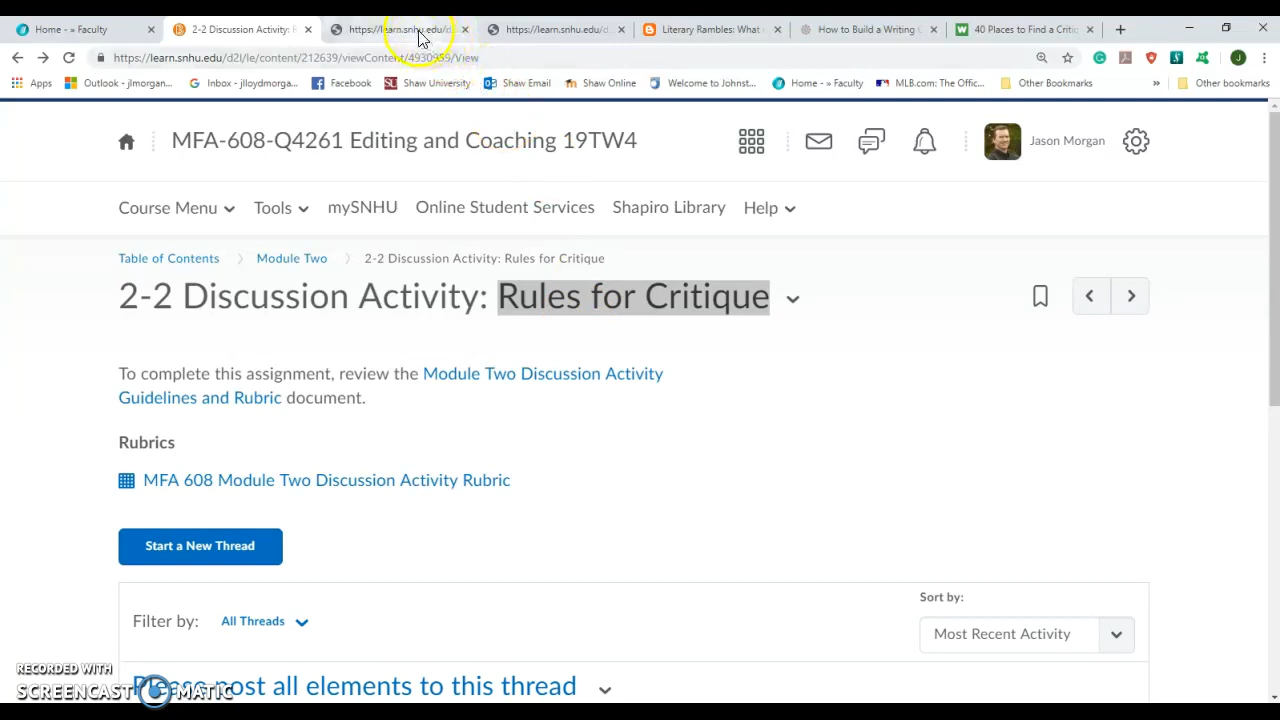 Home - » Faculty
2-2 Discussion Activity: R
https://learn.snhu.edu/d2
https://learn.snhu.edu/d2l
Literary Rambles: What
How to Build a Writing C
40 Places to Find a Critiq
https://learn.snhu.edu/d2l/le/content/212639/viewContent/4930959/View
Apps
Outlook - jlmorgan...
Inbox - jlloydmorga...
Facebook
Shaw University
Shaw Email
Shaw Online
Welcome to Johnst...
Home - » Faculty
MLB.com: The Offic...
Other Bookmarks
»
Other bookmarks
MFA-608-Q4261 Editing and Coaching 19TW4
Jason Morgan
Course Menu
Tools
mySNHU
Online Student Services
Shapiro Library
Help
Table of Contents
Module Two
2-2 Discussion Activity: Rules for Critique
2-2 Discussion Activity: Rules for Critique
To complete this assignment, review the Module Two Discussion Activity
Guidelines and Rubric document.
Rubrics
MFA 608 Module Two Discussion Activity Rubric
Start a New Thread
Filter by:
All Threads
Sort by:
Most Recent Activity
Please post all elements to this thread
RECORDED WITH
SCREENCAST MATIC